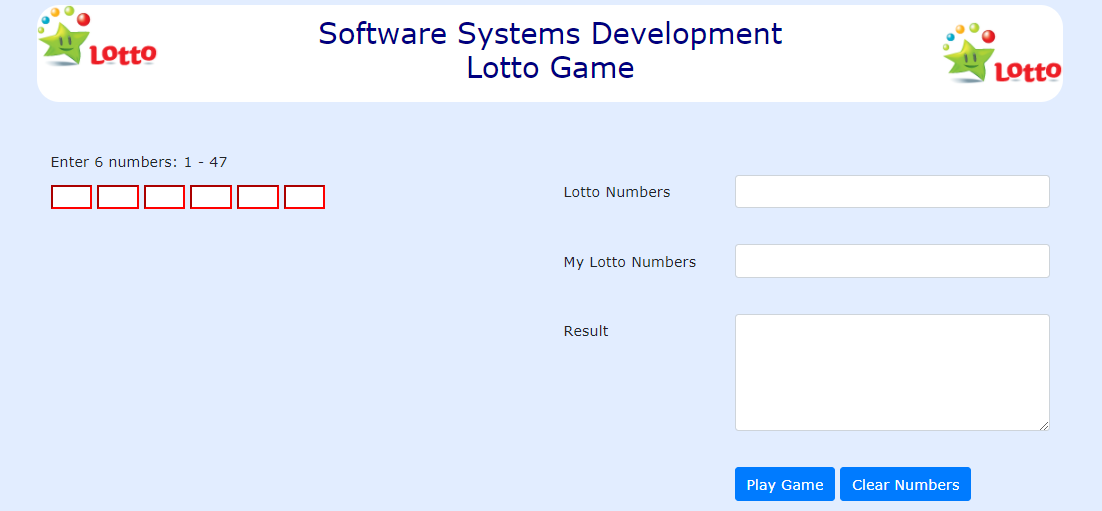 Lotto
Software Systems Development
Lotto Game
Lotto
Enter 6 numbers: 1 - 47
Lotto Numbers
My Lotto Numbers
Result
Play Game
Clear Numbers